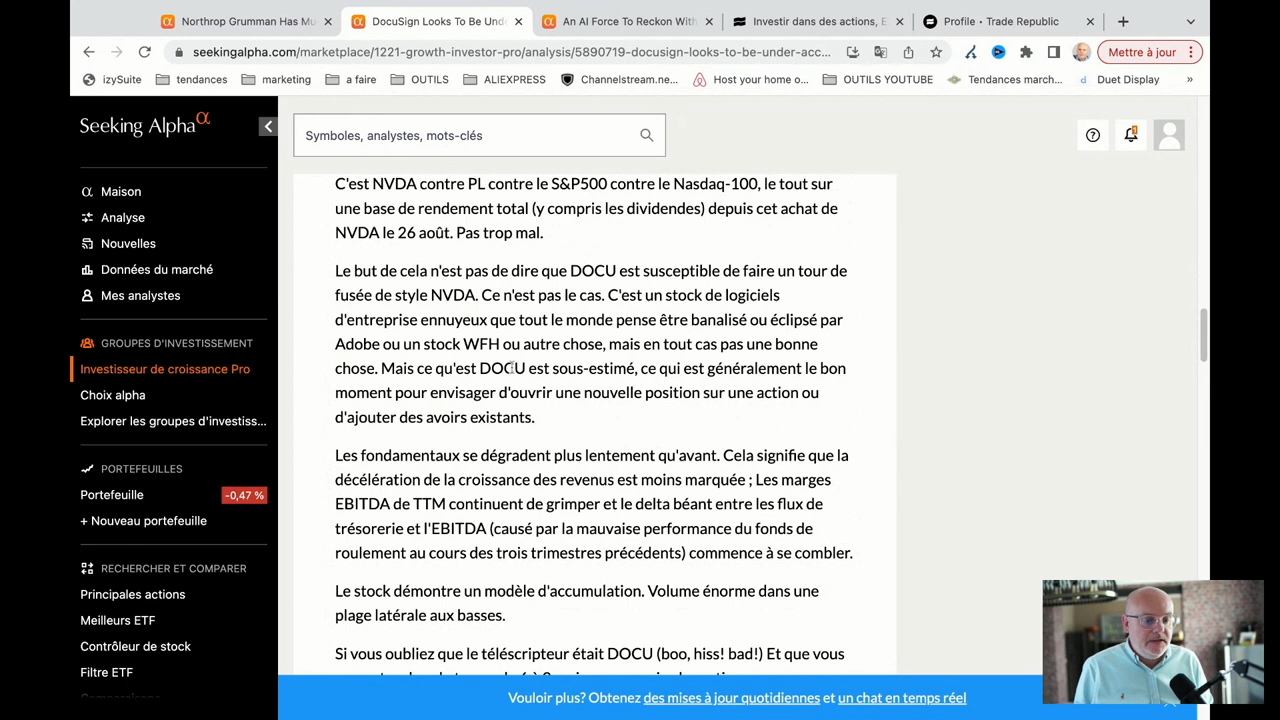 Northrop Grumman Has Mu
DocuSign Looks To Be Unde
An AI Force To Reckon With
Investir dans des actions, E
Profile • Trade Republic
seekingalpha.com/marketplace/1221-growth-investor-pro/analysis/5890719-docusign-looks-to-be-under-acc...
Mettre à jour
izySuite
tendances
marketing
a faire
OUTILS
ALIEXPRESS
Channelstream.ne...
Host your home o...
OUTILS YOUTUBE
Tendances march...
Duet Display
»
Seeking Alpha α
Symboles, analystes, mots-clés
Maison
Analyse
Nouvelles
Données du marché
Mes analystes
GROUPES D'INVESTISSEMENT
Investisseur de croissance Pro
Choix alpha
Explorer les groupes d'investiss...
PORTEFEUILLES
Portefeuille -0,47 %
+ Nouveau portefeuille
RECHERCHER ET COMPARER
Principales actions
Meilleurs ETF
Contrôleur de stock
Filtre ETF
C'est NVDA contre PL contre le S&P500 contre le Nasdaq-100, le tout sur
une base de rendement total (y compris les dividendes) depuis cet achat de
NVDA le 26 août. Pas trop mal.
Le but de cela n'est pas de dire que DOCU est susceptible de faire un tour de
fusée de style NVDA. Ce n'est pas le cas. C'est un stock de logiciels
d'entreprise ennuyeux que tout le monde pense être banalisé ou éclipsé par
Adobe ou un stock WFH ou autre chose, mais en tout cas pas une bonne
chose. Mais ce qu'est DOCU est sous-estimé, ce qui est généralement le bon
moment pour envisager d'ouvrir une nouvelle position sur une action ou
d'ajouter des avoirs existants.
Les fondamentaux se dégradent plus lentement qu'avant. Cela signifie que la
décélération de la croissance des revenus est moins marquée ; Les marges
EBITDA de TTM continuent de grimper et le delta béant entre les flux de
trésorerie et l'EBITDA (causé par la mauvaise performance du fonds de
roulement au cours des trois trimestres précédents) commence à se combler.
Le stock démontre un modèle d'accumulation. Volume énorme dans une
plage latérale aux basses.
Si vous oubliez que le téléscripteur était DOCU (boo, hiss! bad!) Et que vous
Vouloir plus? Obtenez des mises à jour quotidiennes et un chat en temps réel